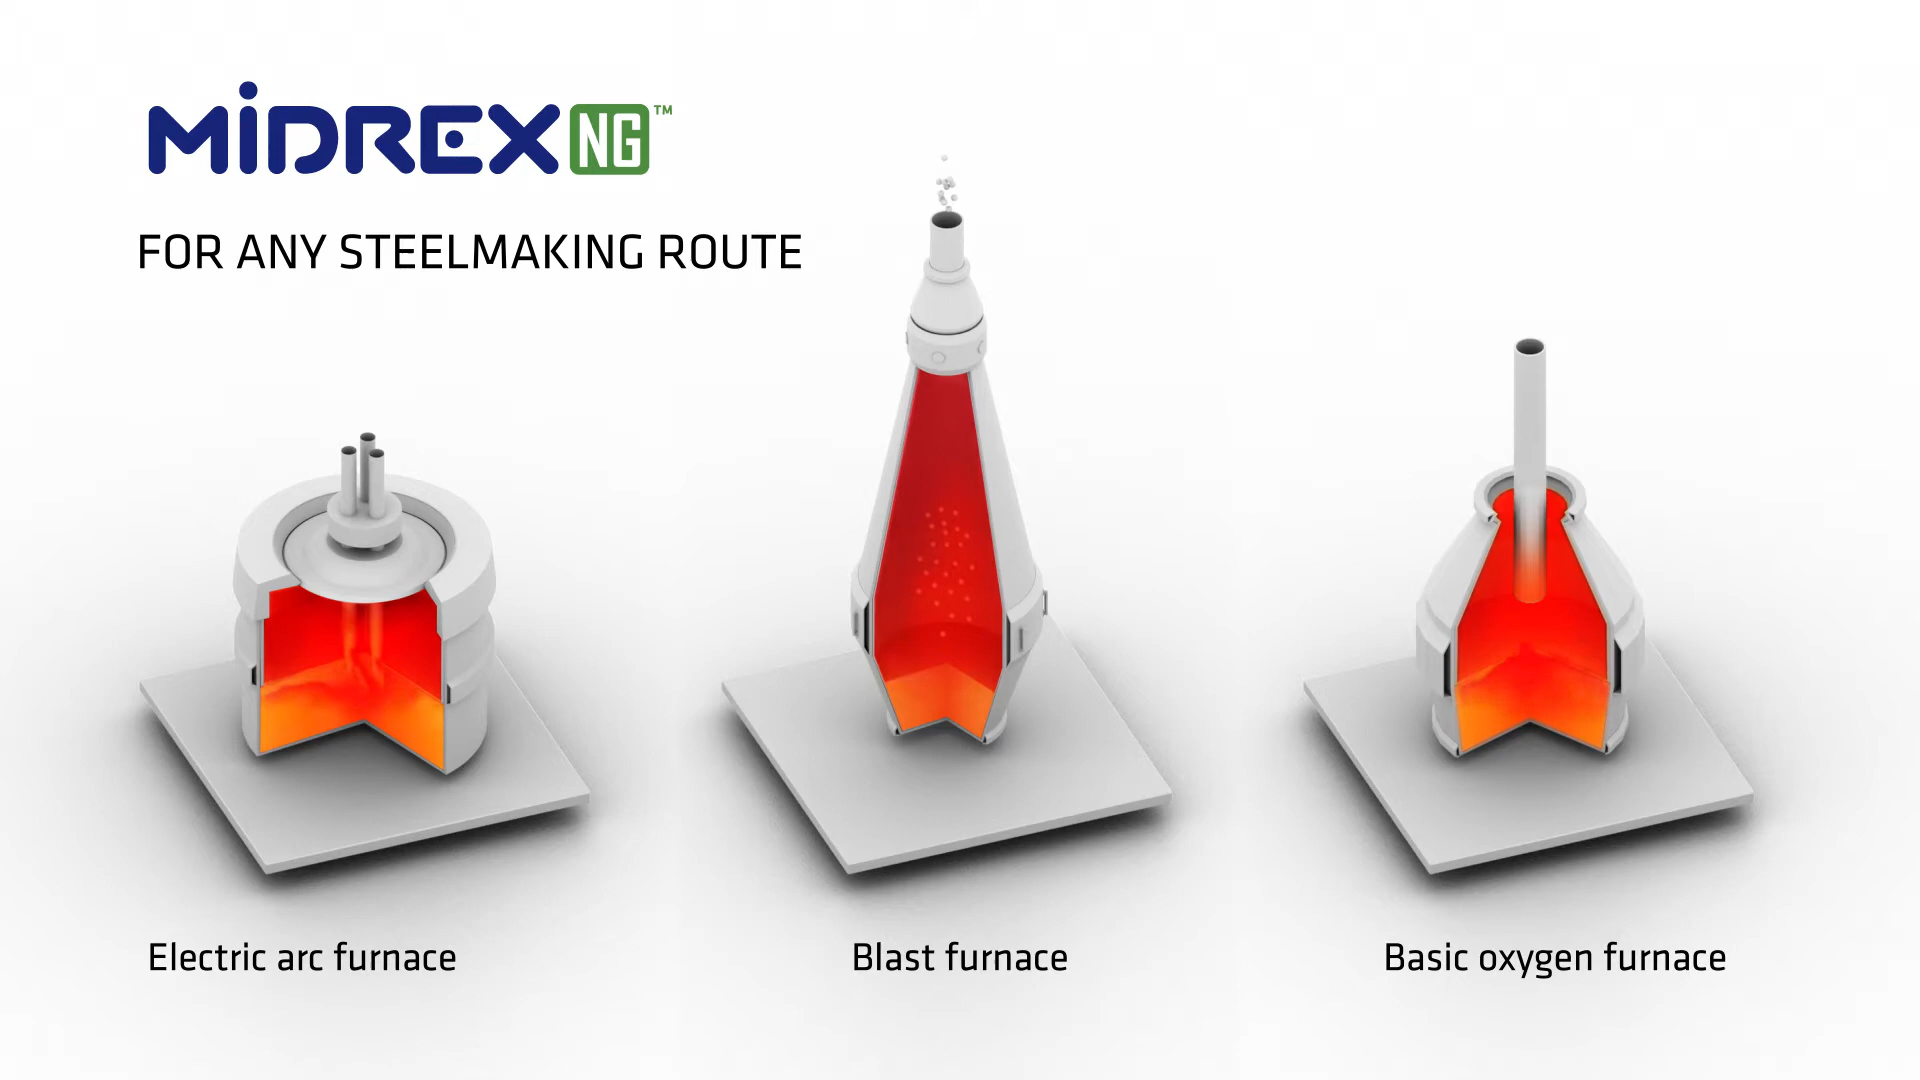 MIDREX NG™
FOR ANY STEELMAKING ROUTE
Electric arc furnace
Blast furnace
Basic oxygen furnace